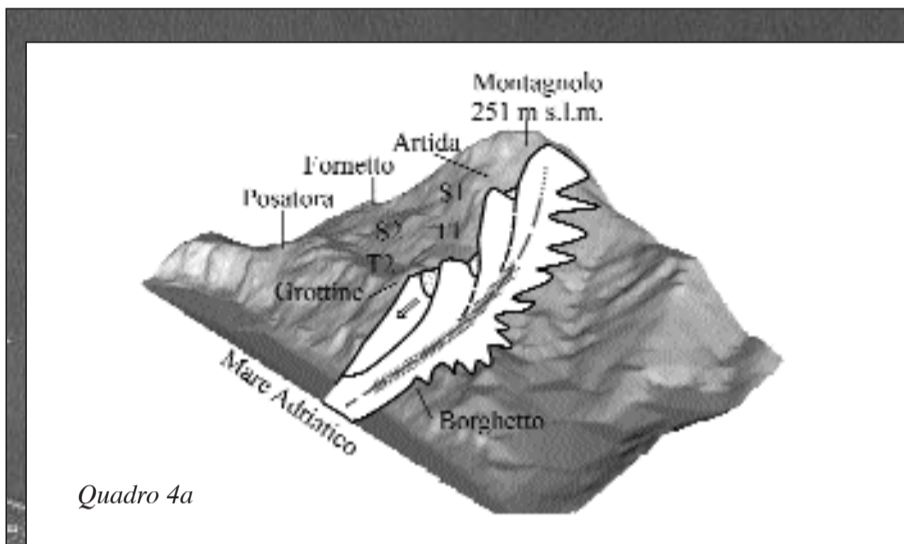 Montagnolo
251 m s.l.m.
Artida
Fornetto
Posatora
S1
S2
T1
T2
Grottine
Mare Adriatico
Borghetto
Quadro 4a